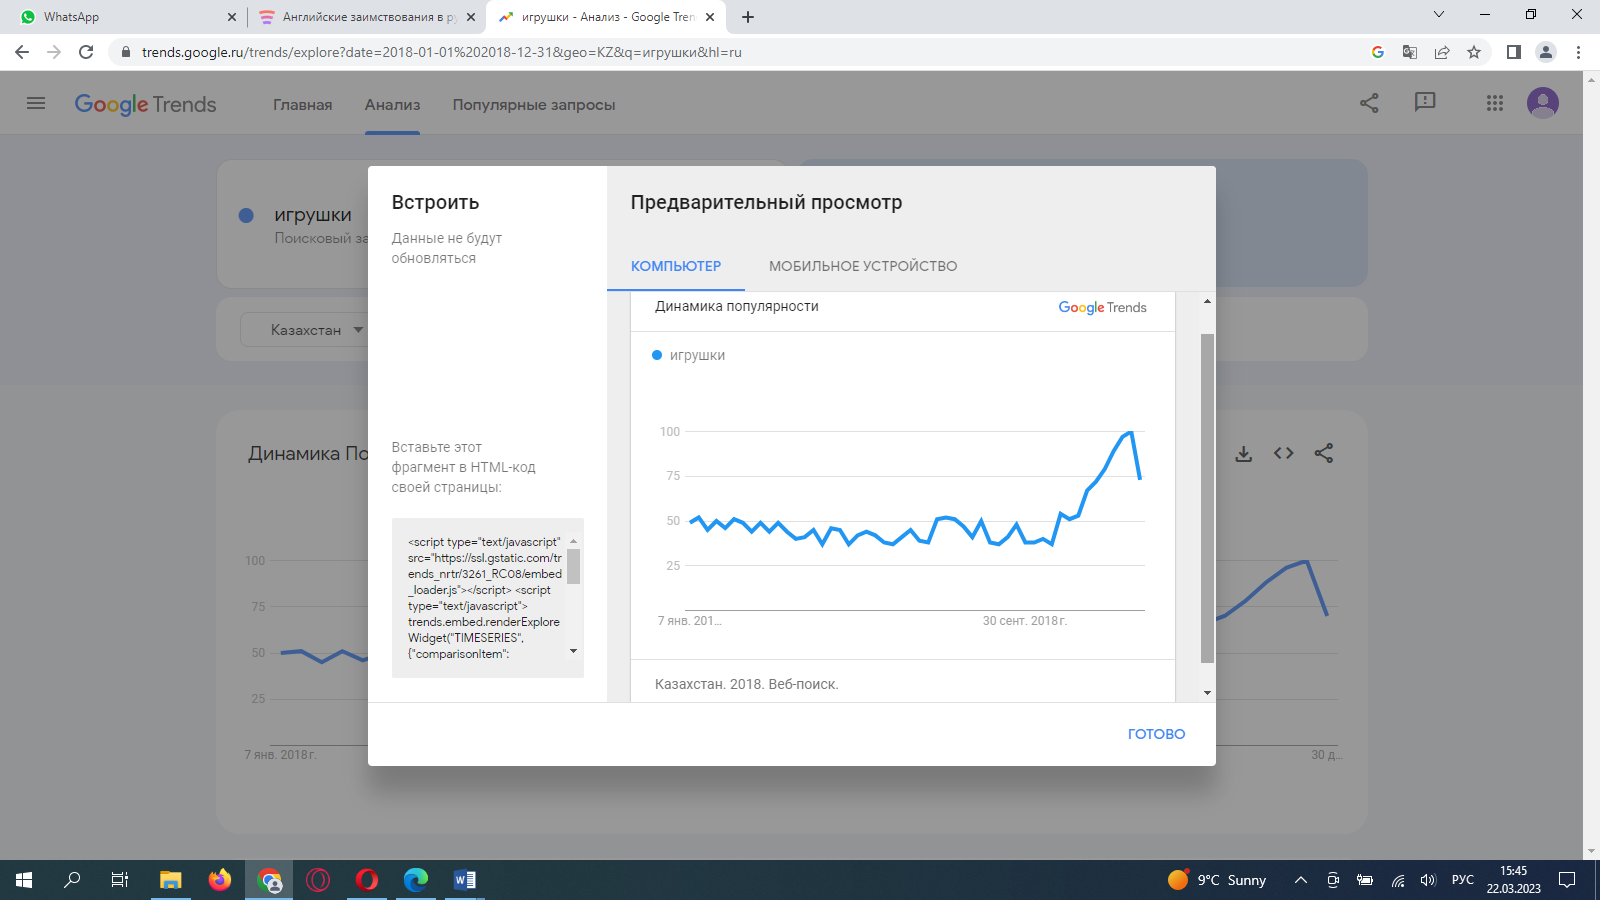 WhatsApp
Английские заимствования в ру
игрушки - Анализ - Google Tren
trends.google.ru/trends/explore?date=2018-01-01%202018-12-31&geo=KZ&q=игрушки&hl=ru
Google Trends
Главная
Анализ
Популярные запросы
игрушки
Поисковый за
Казахстан
Встроить
Данные не будут
обновляться
Вставьте этот
фрагмент в HTML-код
своей страницы:
<script type="text/javascript"
src="https://ssl.gstatic.com/tr
ends_nrtr/3261_RC08/embed
_loader.js"></script> <script
type="text/javascript">
trends.embed.renderExplore
Widget("TIMESERIES",
{"comparisonItem":
Предварительный просмотр
КОМПЬЮТЕР
МОБИЛЬНОЕ УСТРОЙСТВО
Динамика популярности
Google Trends
игрушки
100
75
50
25
7 янв. 201...
30 сент. 2018 г.
Казахстан. 2018. Веб-поиск.
ГОТОВО
Динамика По
100
75
50
25
7 янв. 2018 г.
30 д...
9°C Sunny
РУС
15:45
22.03.2023